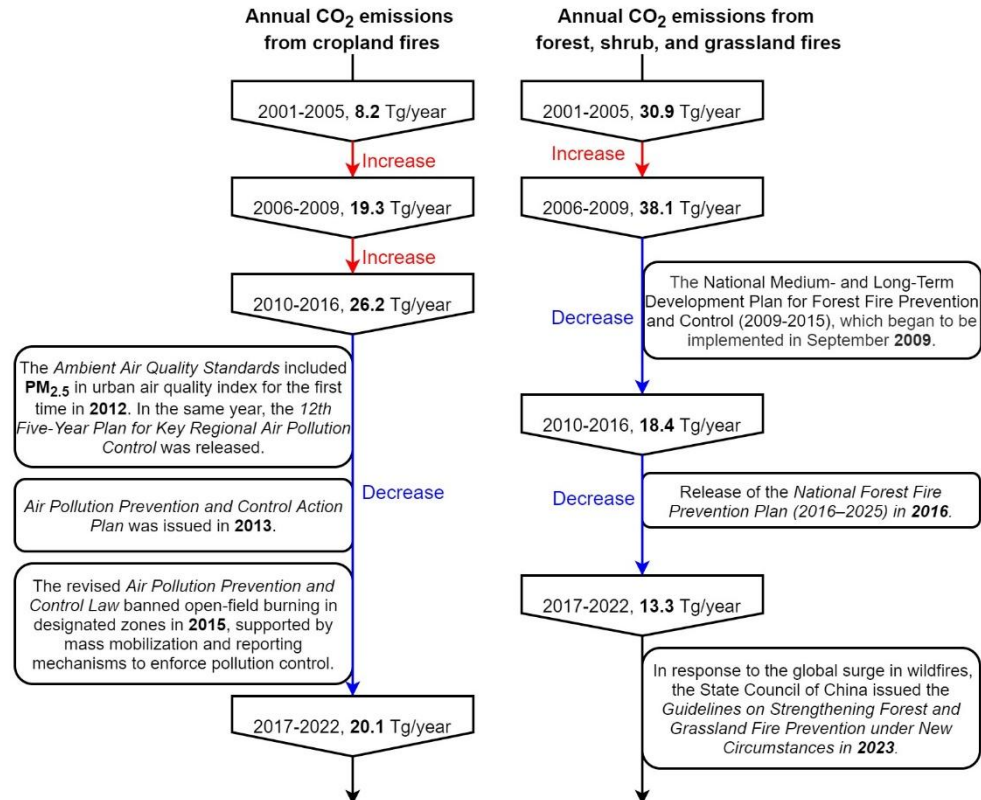 Annual CO2 emissions
from cropland fires
2001-2005, 8.2 Tg/year
Increase
2006-2009, 19.3 Tg/year
Increase
2010-2016, 26.2 Tg/year
The Ambient Air Quality Standards included
PM2.5 in urban air quality index for the first
time in 2012. In the same year, the 12th
Five-Year Plan for Key Regional Air Pollution
Control was released.
Decrease
Air Pollution Prevention and Control Action
Plan was issued in 2013.
The revised Air Pollution Prevention and
Control Law banned open-field burning in
designated zones in 2015, supported by
mass mobilization and reporting
mechanisms to enforce pollution control.
2017-2022, 20.1 Tg/year
Annual CO2 emissions from
forest, shrub, and grassland fires
2001-2005, 30.9 Tg/year
Increase
2006-2009, 38.1 Tg/year
Decrease
The National Medium- and Long-Term
Development Plan for Forest Fire Prevention
and Control (2009-2015), which began to be
implemented in September 2009.
2010-2016, 18.4 Tg/year
Decrease
Release of the National Forest Fire
Prevention Plan (2016–2025) in 2016.
2017-2022, 13.3 Tg/year
In response to the global surge in wildfires,
the State Council of China issued the
Guidelines on Strengthening Forest and
Grassland Fire Prevention under New
Circumstances in 2023.